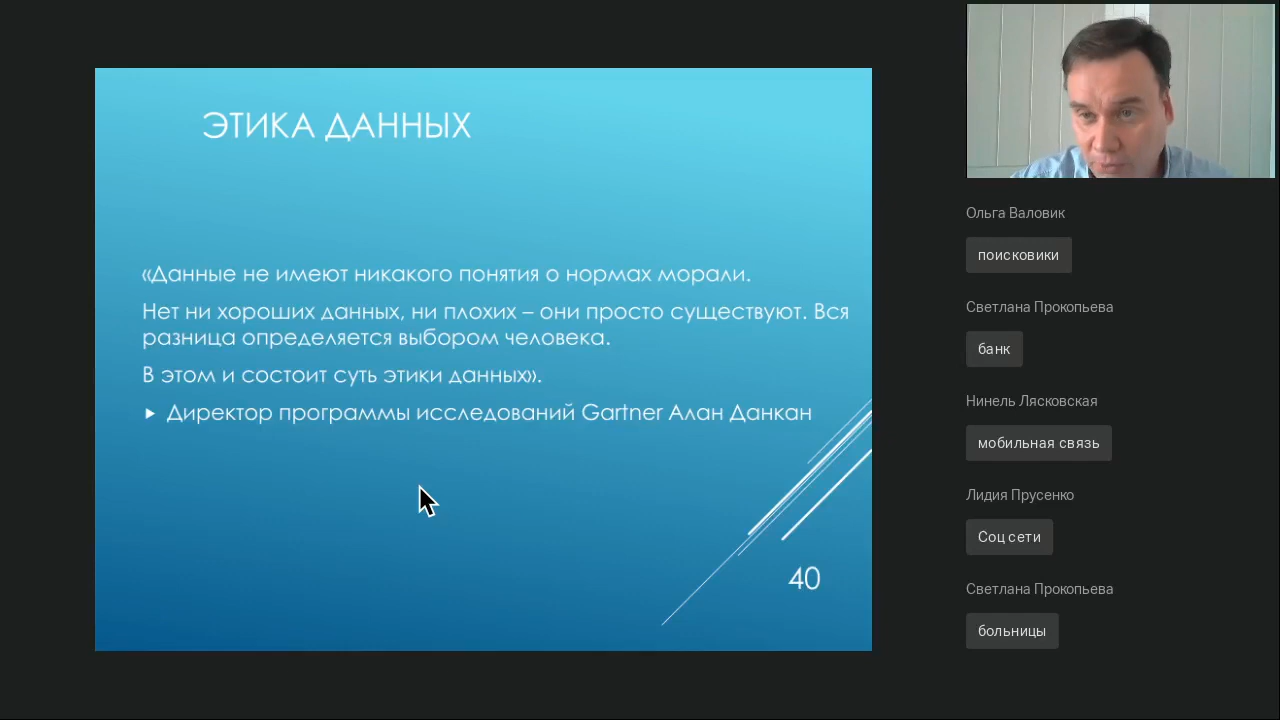 ЭТИКА ДАННЫХ
«Данные не имеют никакого понятия о нормах морали.
Нет ни хороших данных, ни плохих – они просто существуют. Вся
разница определяется выбором человека.
В этом и состоит суть этики данных».
Директор программы исследований Gartner Алан Данкан
40
Ольга Валовик
поисковики
Светлана Прокопьева
банк
Нинель Лясковская
мобильная связь
Лидия Прусенко
Соц сети
Светлана Прокопьева
больницы